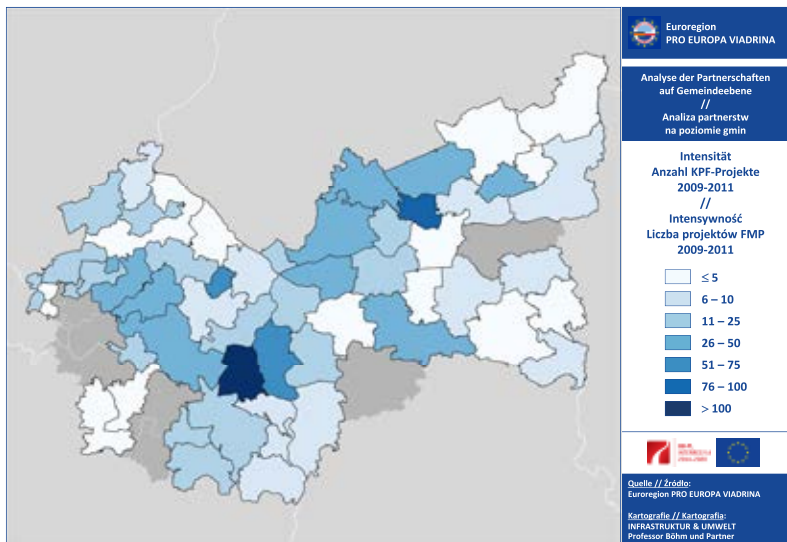 Euroregion
PRO EUROPA VIADRINA
Analyse der Partnerschaften
auf Gemeindeebene
//
Analiza partnerstw
na poziomie gmin
Intensität
Anzahl KPF-Projekte
2009-2011
//
Intensywność
Liczba projektów FMP
2009-2011
≤ 5
6 – 10
11 – 25
26 – 50
51 – 75
76 – 100
> 100
Quelle // Źródło:
Euroregion PRO EUROPA VIADRINA
Kartografie // Kartografia:
INFRASTRUKTUR & UMWELT
Professor Böhm und Partner